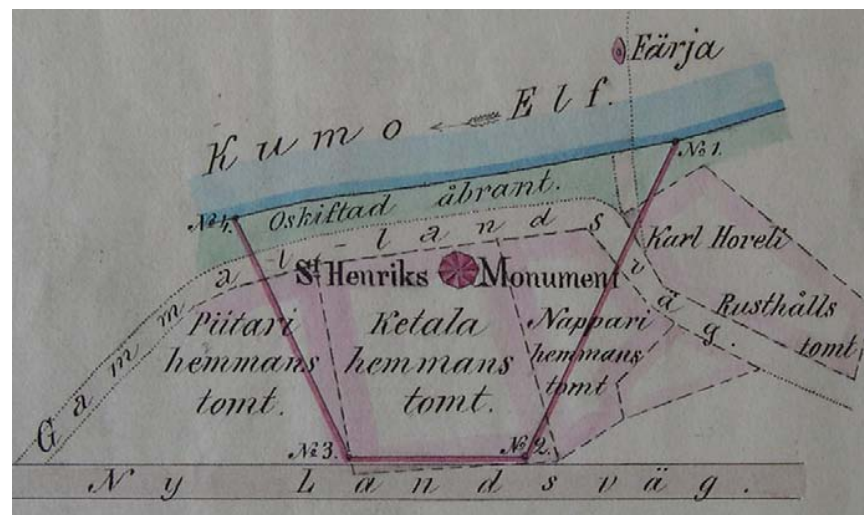 Färja
Kumo Elf.
No 1.
No 4.
Oskiftad åbrant.
Gamma al-landsväg.
Karl Horeli
Rusthålls
tomt
St Henriks Monument
Piitari
hemmans
tomt.
Ketala
hemmans
tomt.
Nappari
hemmans
tomt
No 3.
No 2.
Ny Landsväg.